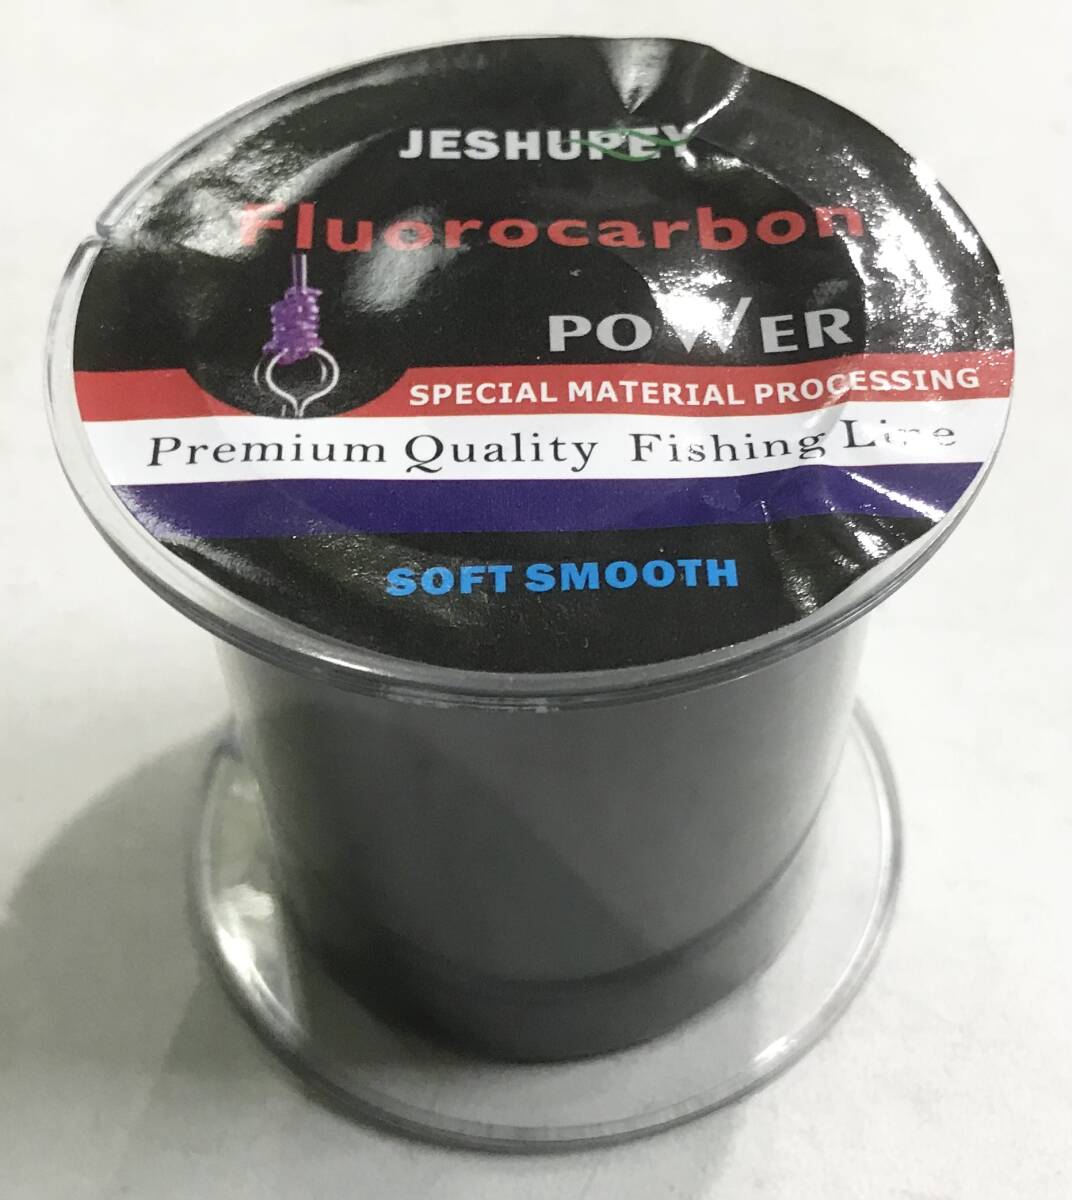 JESHUPEY
Fluorocarbon
POWER
SPECIAL MATERIAL PROCESSING
Premium Quality Fishing Line
SOFT SMOOTH